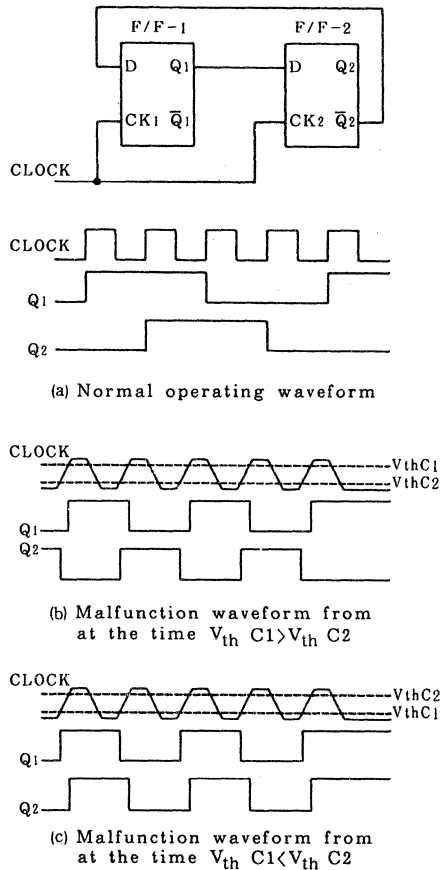 F/F-1 F/F-2
D Q1 D Q2
CK1 Q̅1 CK2 Q̅2
CLOCK
CLOCK
Q1
Q2
(a) Normal operating waveform
CLOCK
VthC1
VthC2
Q1
Q2
(b) Malfunction waveform from
at the time Vth C1>Vth C2
CLOCK
VthC2
VthC1
Q1
Q2
(c) Malfunction waveform from
at the time Vth C1<Vth C2